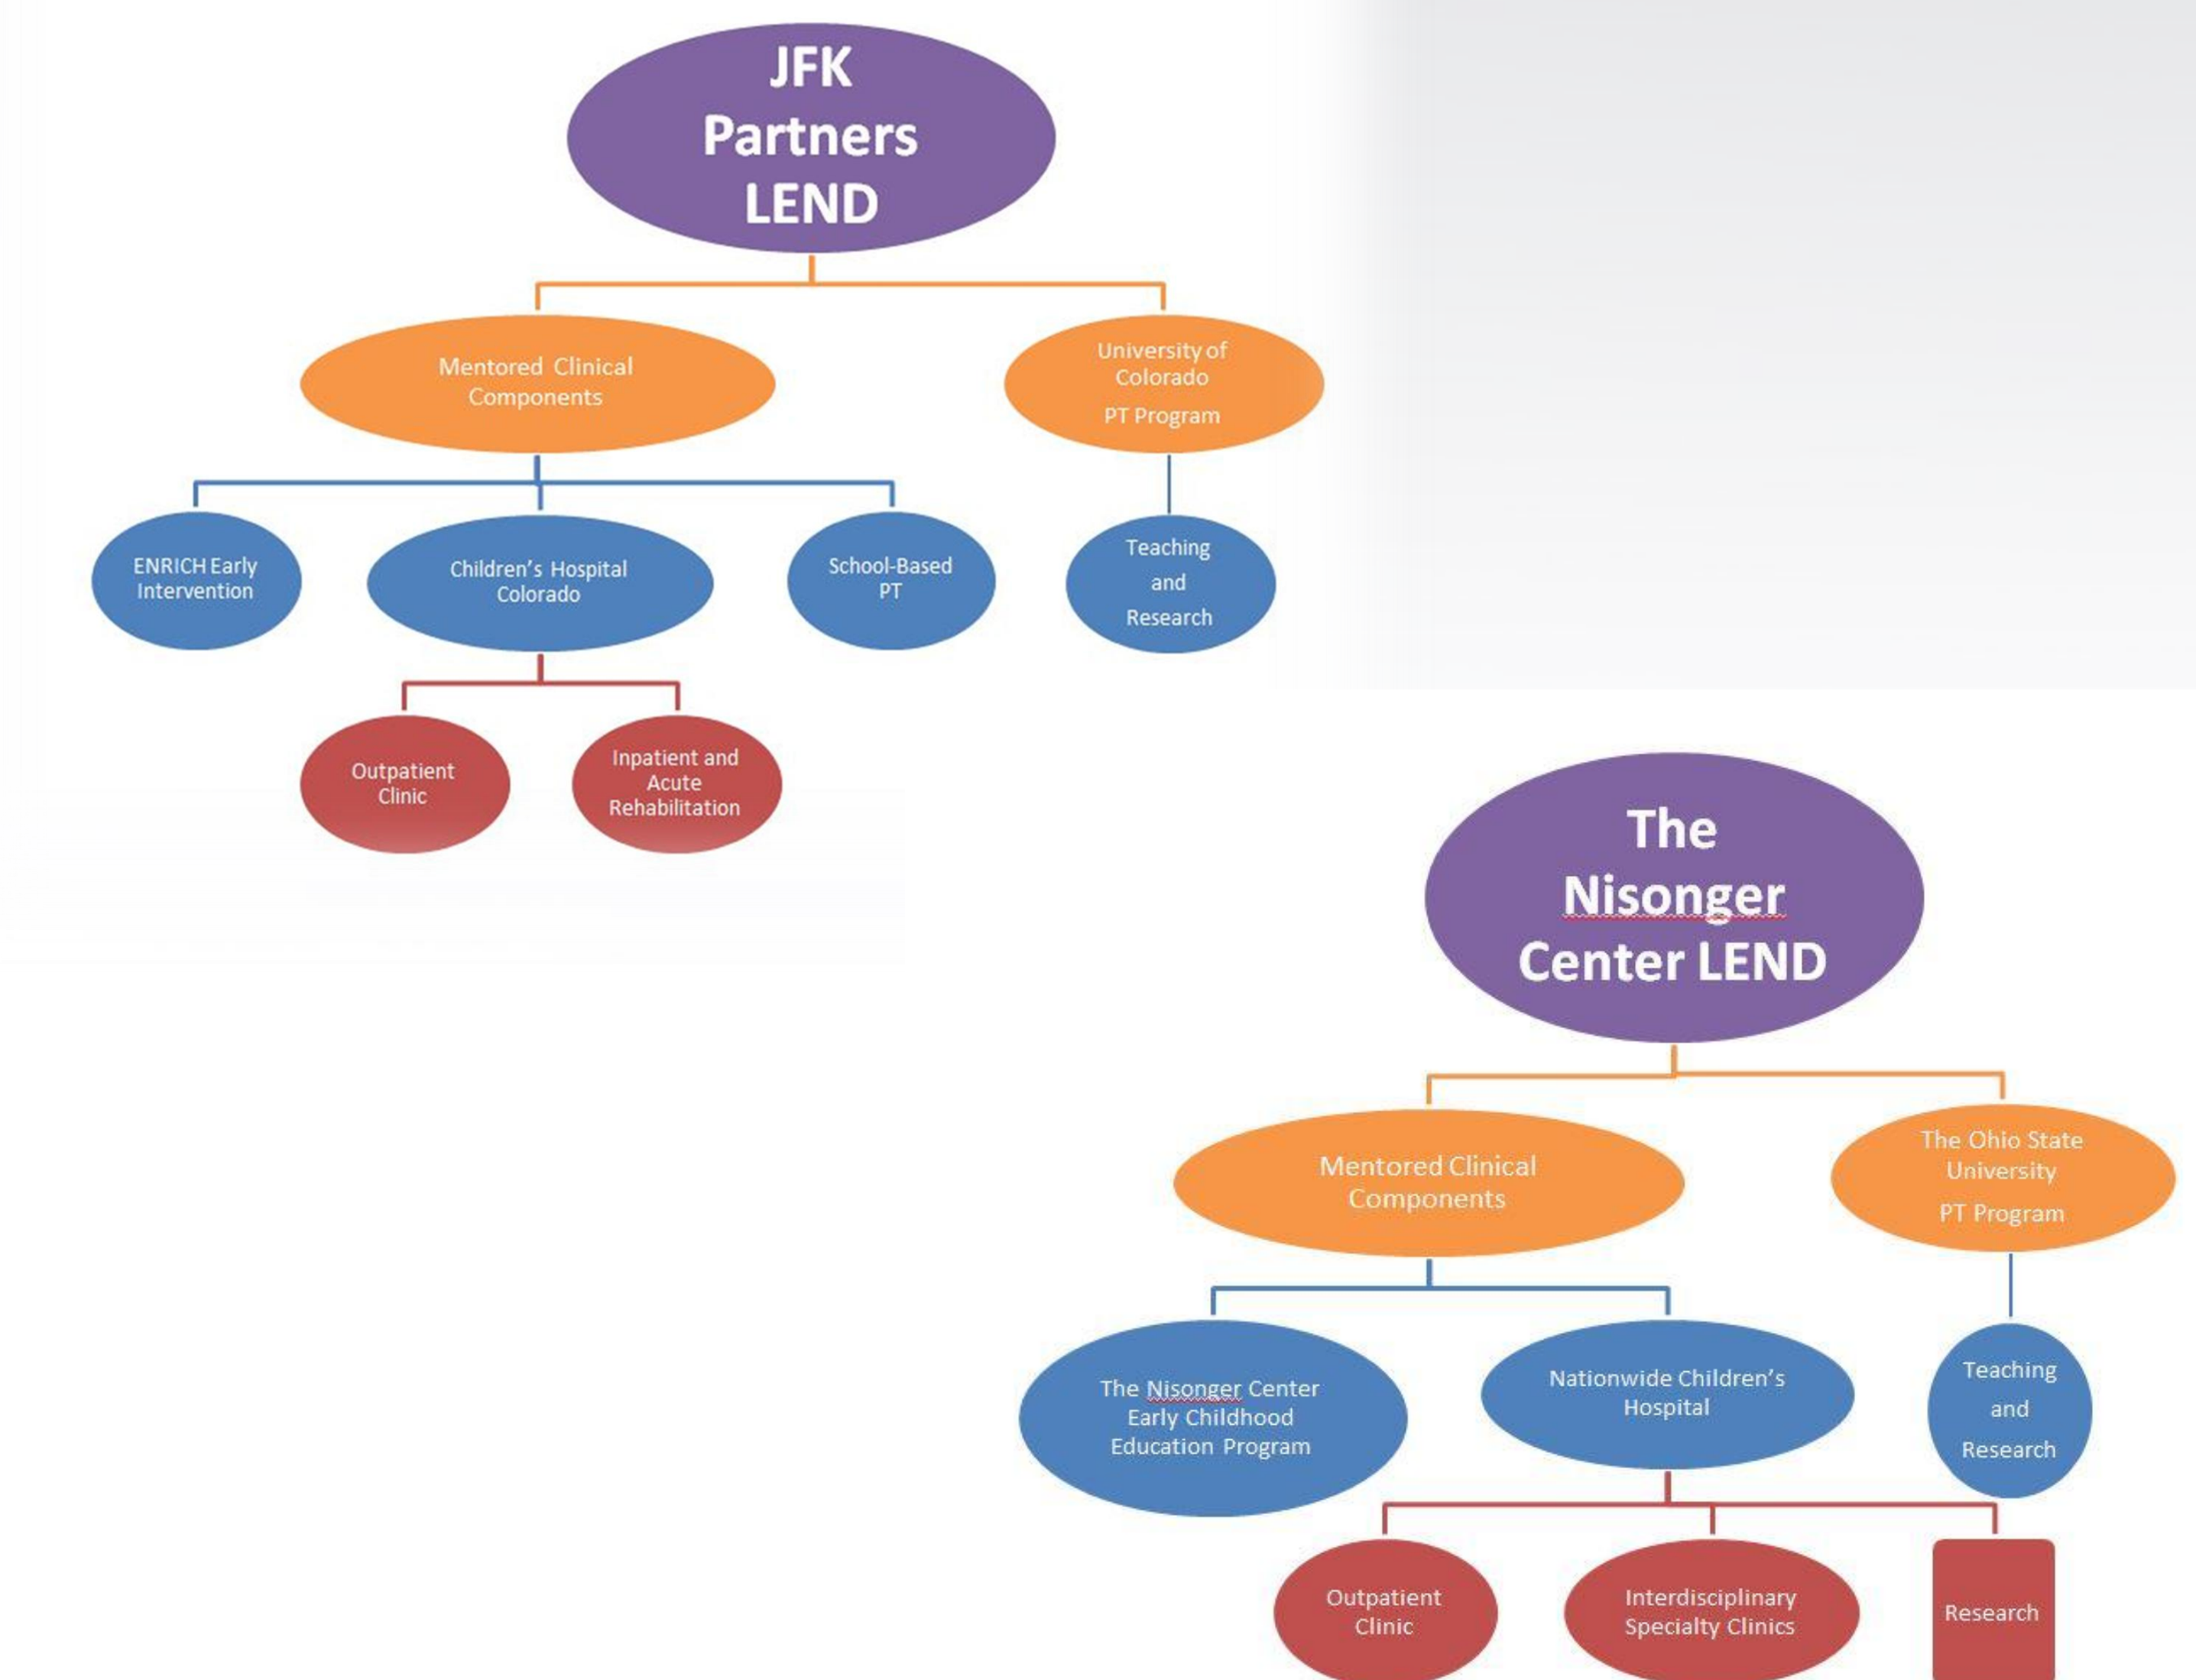 JFK
Partners
LEND
Mentored Clinical
Components
University of
Colorado
PT Program
ENRICH Early
Intervention
Children's Hospital
Colorado
School-Based
PT
Teaching
and
Research
Outpatient
Clinic
Inpatient and
Acute
Rehabilitation
The
Nisonger
Center LEND
Mentored Clinical
Components
The Ohio State
University
PT Program
The Nisonger Center
Early Childhood
Education Program
Nationwide Children's
Hospital
Teaching
and
Research
Outpatient
Clinic
Interdisciplinary
Specialty Clinics
Research